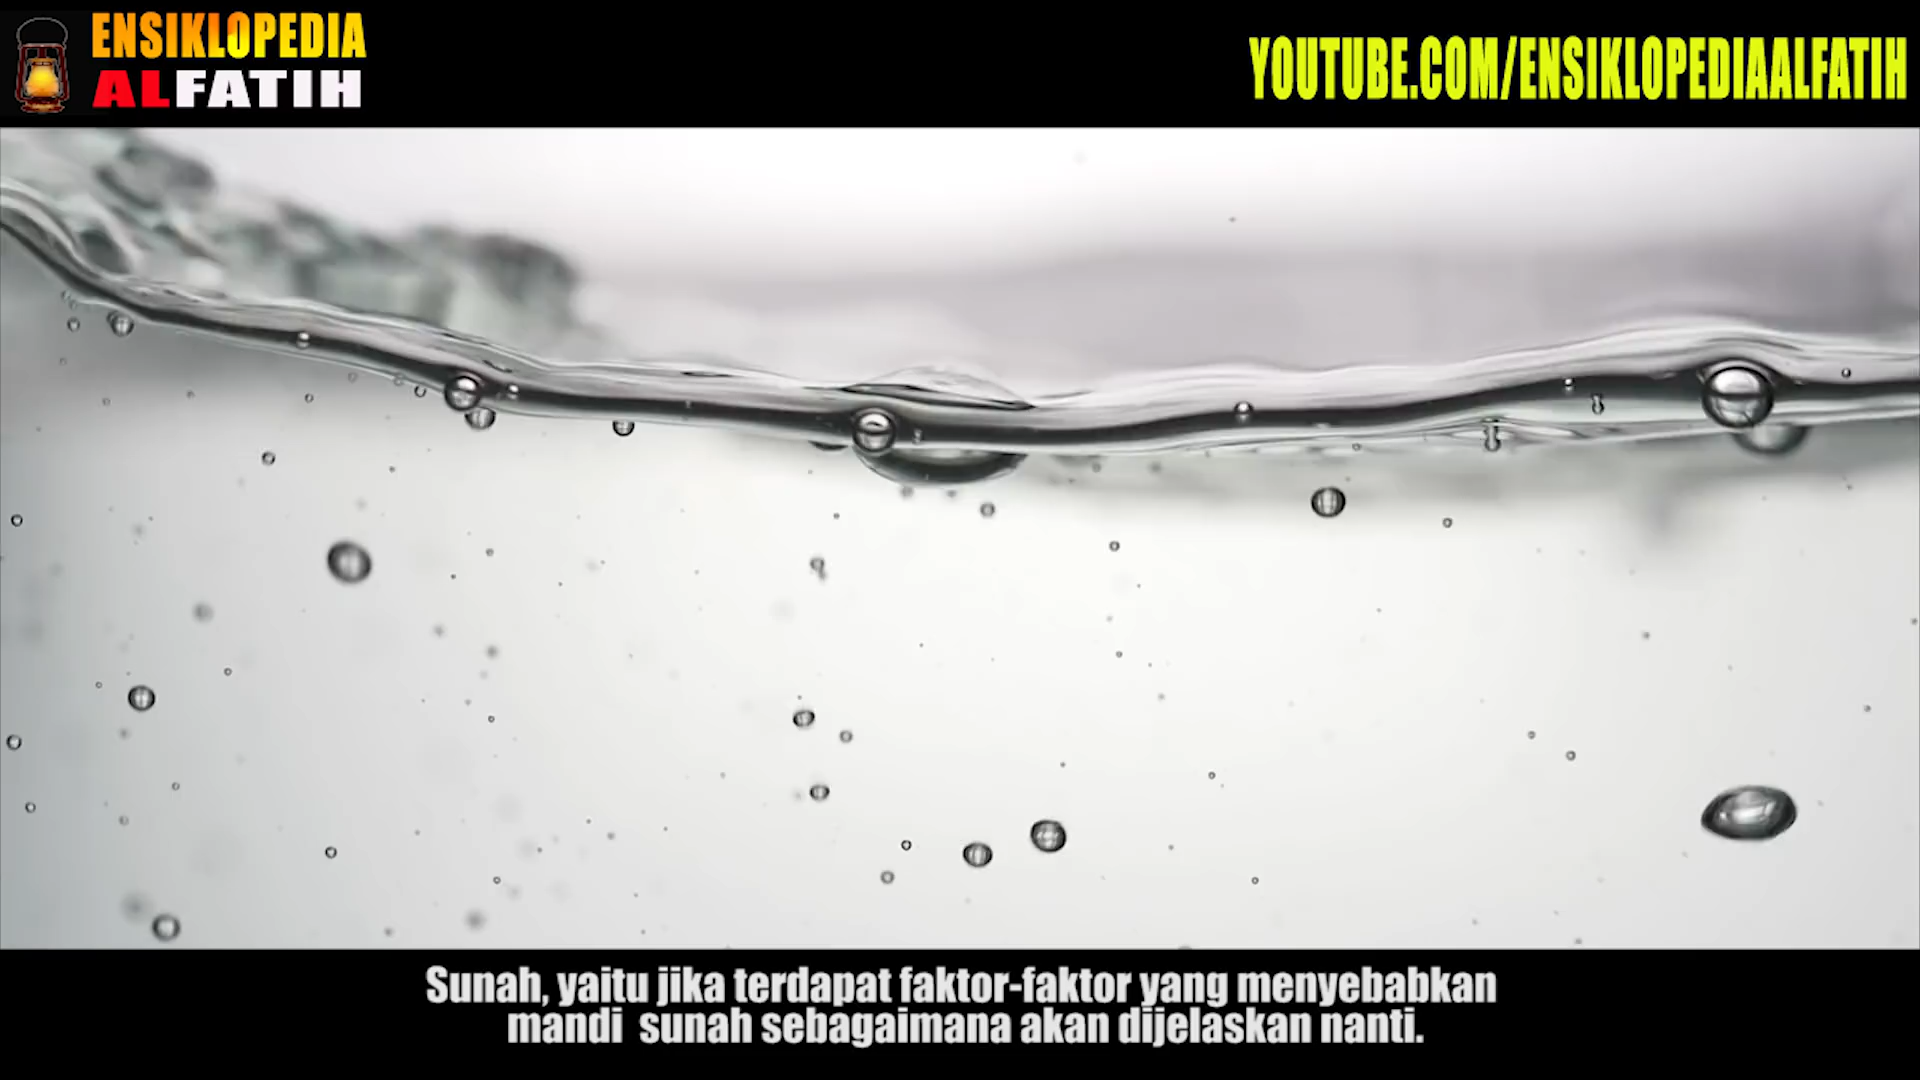 ENSIKLOPEDIA
ALFATIH
YOUTUBE.COM/ENSIKLOPEDIAALFATIH
Sunah, yaitu jika terdapat faktor-faktor yang menyebabkan
mandi sunah sebagaimana akan dijelaskan nanti.